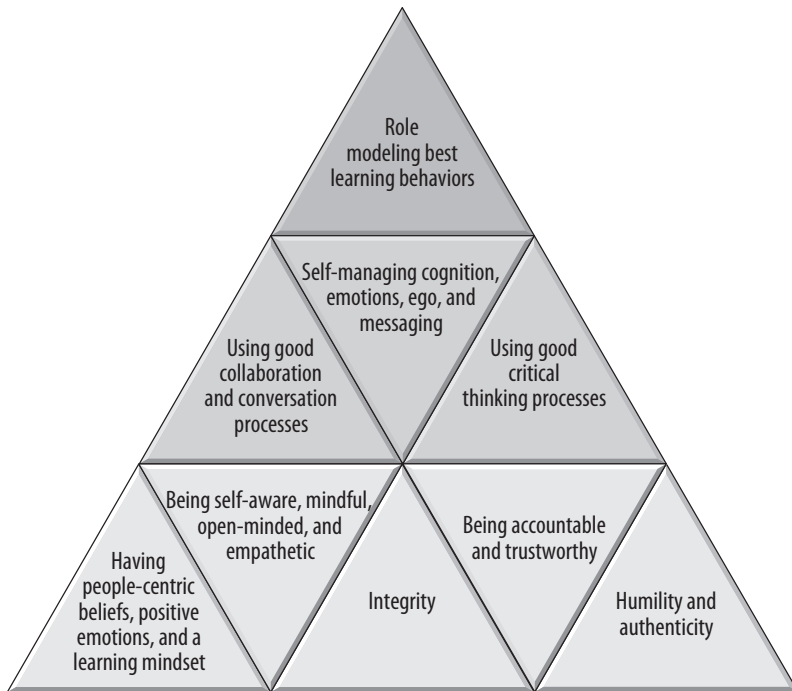 Role
modeling best
learning behaviors
Self-managing cognition,
emotions, ego, and
messaging
Using good
collaboration
and conversation
processes
Using good
critical
thinking processes
Having
people-centric
beliefs, positive
emotions, and a
learning mindset
Being self-aware, mindful,
open-minded, and
empathetic
Integrity
Being accountable
and trustworthy
Humility and
authenticity